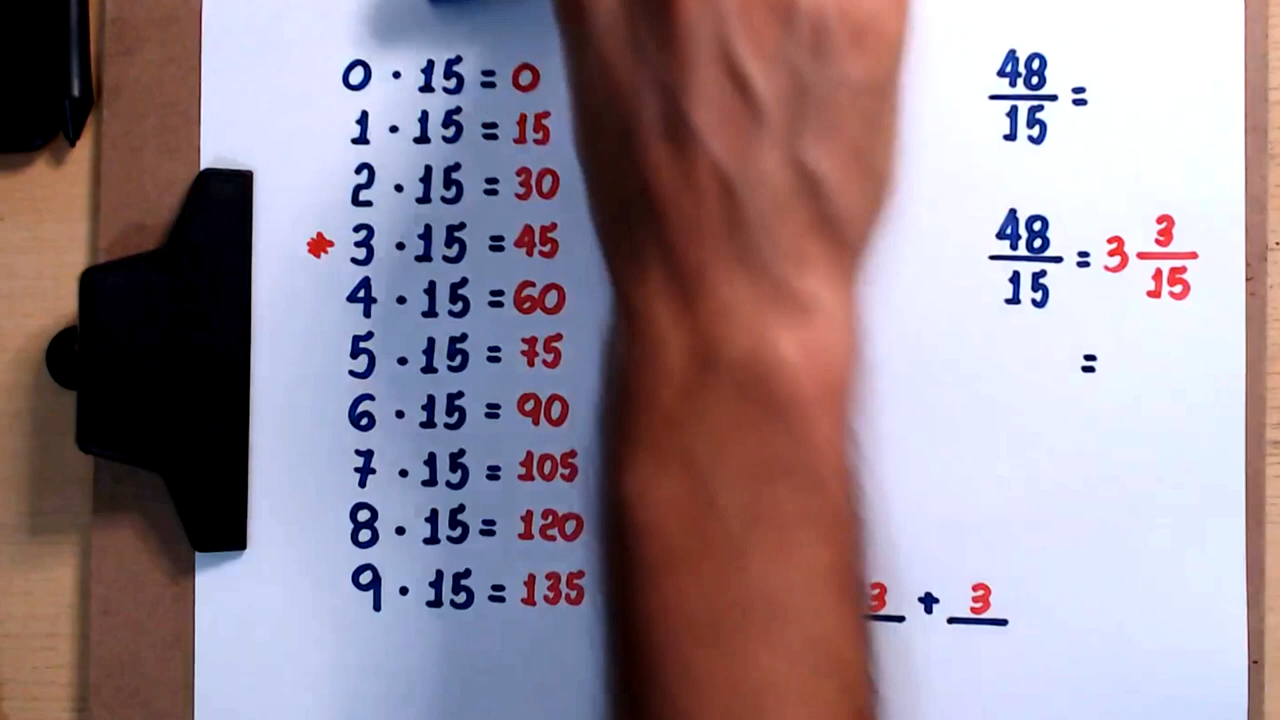 0 · 15 = 0
1 · 15 = 15
2 · 15 = 30
* 3 · 15 = 45
4 · 15 = 60
5 · 15 = 75
6 · 15 = 90
7 · 15 = 105
8 · 15 = 120
9 · 15 = 135
48
15
=
48
15
= 3
3
15
=
3 + 3